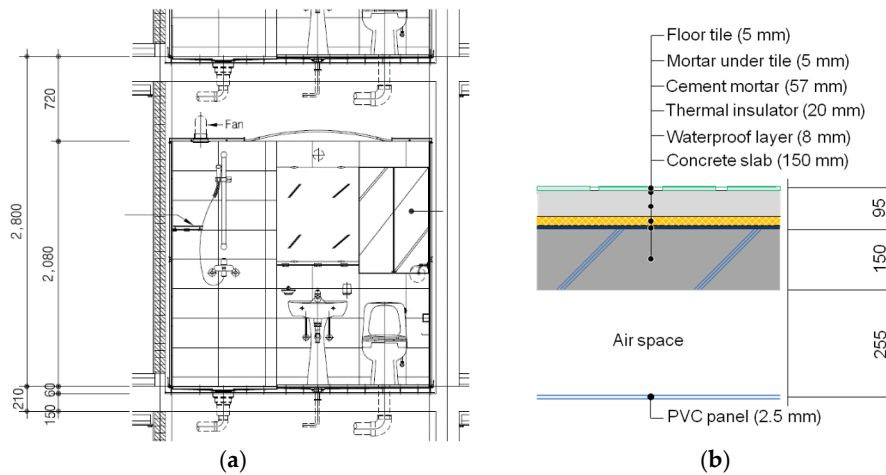 720
Fan
2,800
2,080
210
60
150
(a)
Floor tile (5 mm)
Mortar under tile (5 mm)
Cement mortar (57 mm)
Thermal insulator (20 mm)
Waterproof layer (8 mm)
Concrete slab (150 mm)
95
150
Air space
255
PVC panel (2.5 mm)
(b)